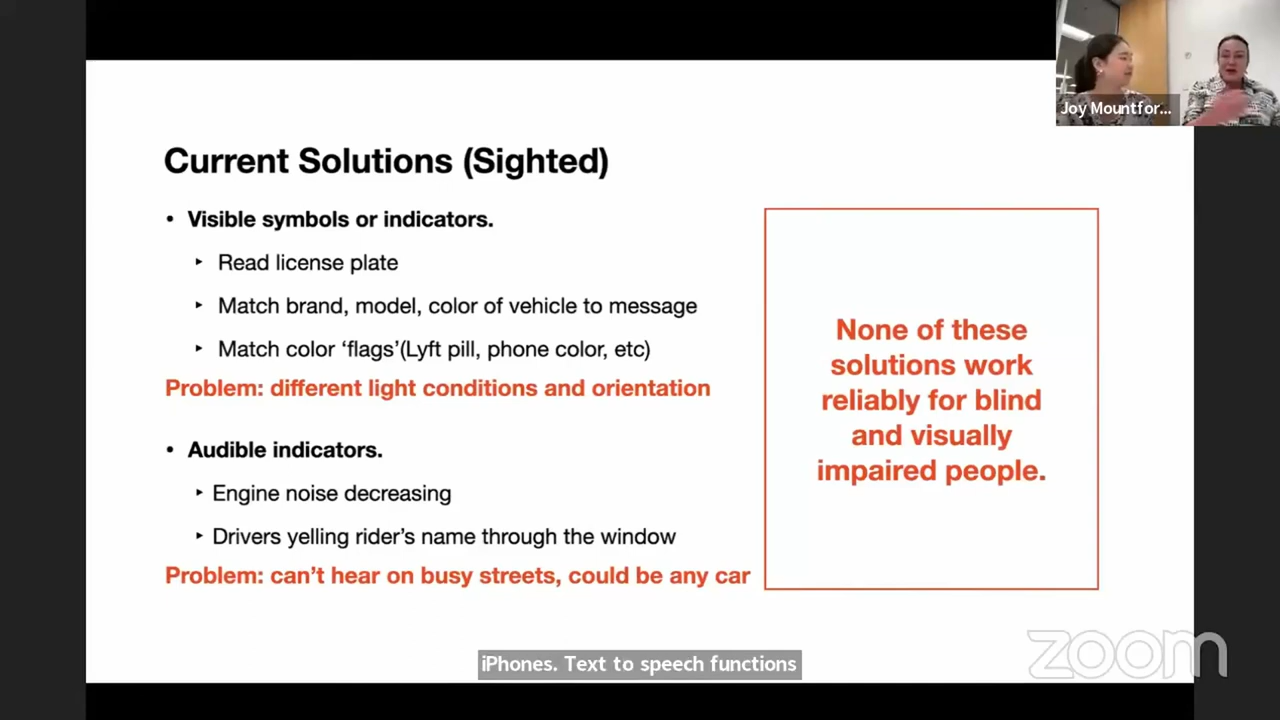 Joy Mountfor...
Current Solutions (Sighted)
• Visible symbols or indicators.
‣ Read license plate
‣ Match brand, model, color of vehicle to message
‣ Match color ‘flags’(Lyft pill, phone color, etc)
Problem: different light conditions and orientation
• Audible indicators.
‣ Engine noise decreasing
‣ Drivers yelling rider’s name through the window
Problem: can’t hear on busy streets, could be any car
None of these
solutions work
reliably for blind
and visually
impaired people.
iPhones. Text to speech functions
zoom